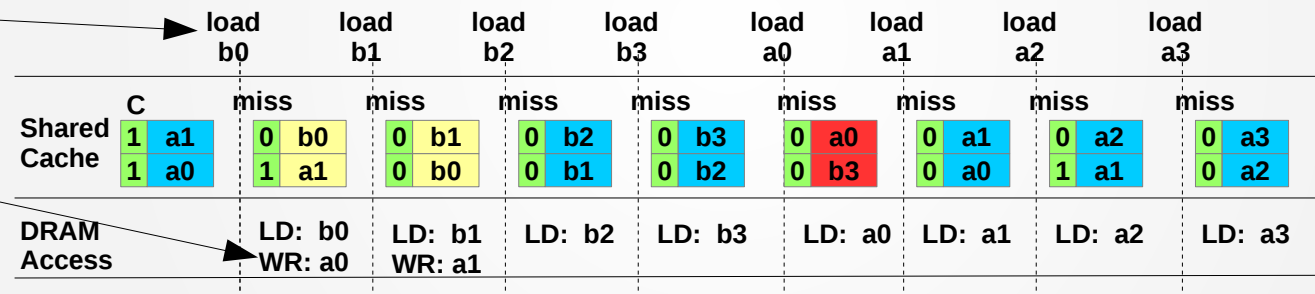 load load load load load load load load
b0 b1 b2 b3 a0 a1 a2 a3
C miss miss miss miss miss miss miss miss
Shared 1 a1 0 b0 0 b1 0 b2 0 b3 0 a0 0 a1 0 a2 0 a3
Cache 1 a0 1 a1 0 b0 0 b1 0 b2 0 b3 0 a0 1 a1 0 a2
DRAM LD: b0 LD: b1 LD: b2 LD: b3 LD: a0 LD: a1 LD: a2 LD: a3
Access WR: a0 WR: a1